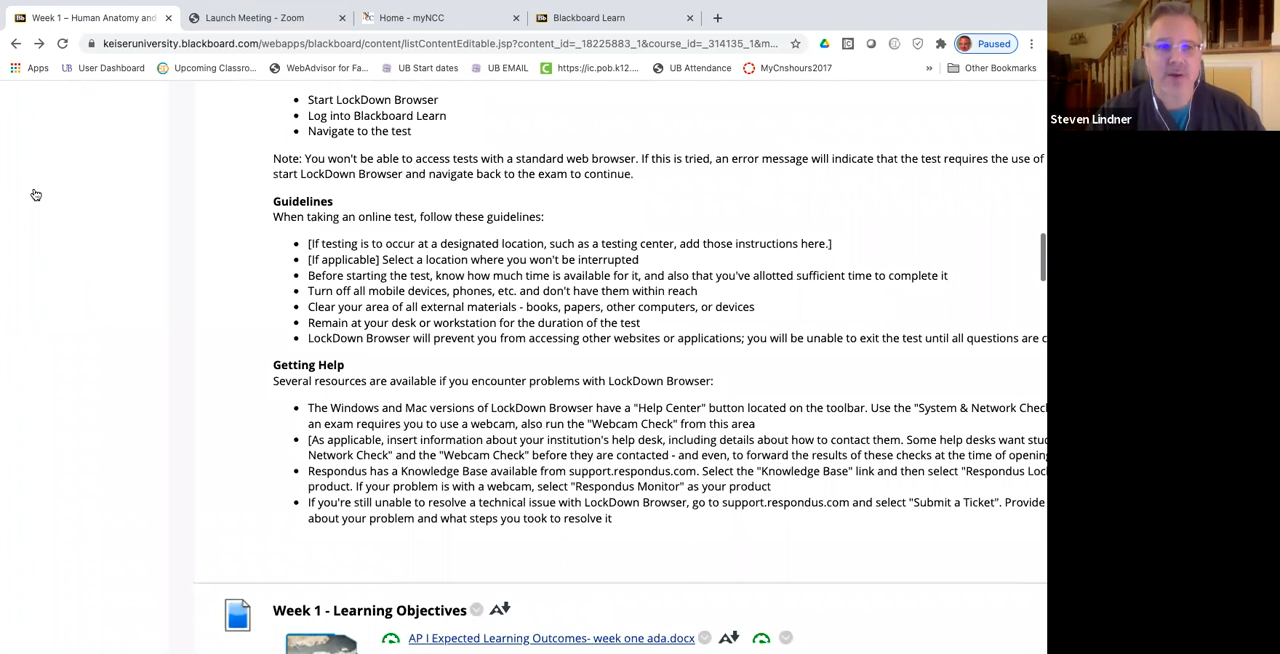 Week 1 – Human Anatomy and
Launch Meeting - Zoom
Home - myNCC
Blackboard Learn
keiseruniversity.blackboard.com/webapps/blackboard/content/listContentEditable.jsp?content_id=_18225883_1&course_id=_314135_1&m...
Paused
Apps
User Dashboard
Upcoming Classro...
WebAdvisor for Fa...
UB Start dates
UB EMAIL
https://ic.pob.k12....
UB Attendance
MyCnshours2017
»
Other Bookmarks
Steven Lindner
• Start LockDown Browser
• Log into Blackboard Learn
• Navigate to the test
Note: You won't be able to access tests with a standard web browser. If this is tried, an error message will indicate that the test requires the use of
start LockDown Browser and navigate back to the exam to continue.
Guidelines
When taking an online test, follow these guidelines:
• [If testing is to occur at a designated location, such as a testing center, add those instructions here.]
• [If applicable] Select a location where you won't be interrupted
• Before starting the test, know how much time is available for it, and also that you've allotted sufficient time to complete it
• Turn off all mobile devices, phones, etc. and don't have them within reach
• Clear your area of all external materials - books, papers, other computers, or devices
• Remain at your desk or workstation for the duration of the test
• LockDown Browser will prevent you from accessing other websites or applications; you will be unable to exit the test until all questions are c
Getting Help
Several resources are available if you encounter problems with LockDown Browser:
• The Windows and Mac versions of LockDown Browser have a "Help Center" button located on the toolbar. Use the "System & Network Chec
an exam requires you to use a webcam, also run the "Webcam Check" from this area
• [As applicable, insert information about your institution's help desk, including details about how to contact them. Some help desks want stu
Network Check" and the "Webcam Check" before they are contacted - and even, to forward the results of these checks at the time of opening
• Respondus has a Knowledge Base available from support.respondus.com. Select the "Knowledge Base" link and then select "Respondus Loc
product. If your problem is with a webcam, select "Respondus Monitor" as your product
• If you're still unable to resolve a technical issue with LockDown Browser, go to support.respondus.com and select "Submit a Ticket". Provide
about your problem and what steps you took to resolve it
Week 1 - Learning Objectives
AP I Expected Learning Outcomes- week one ada.docx